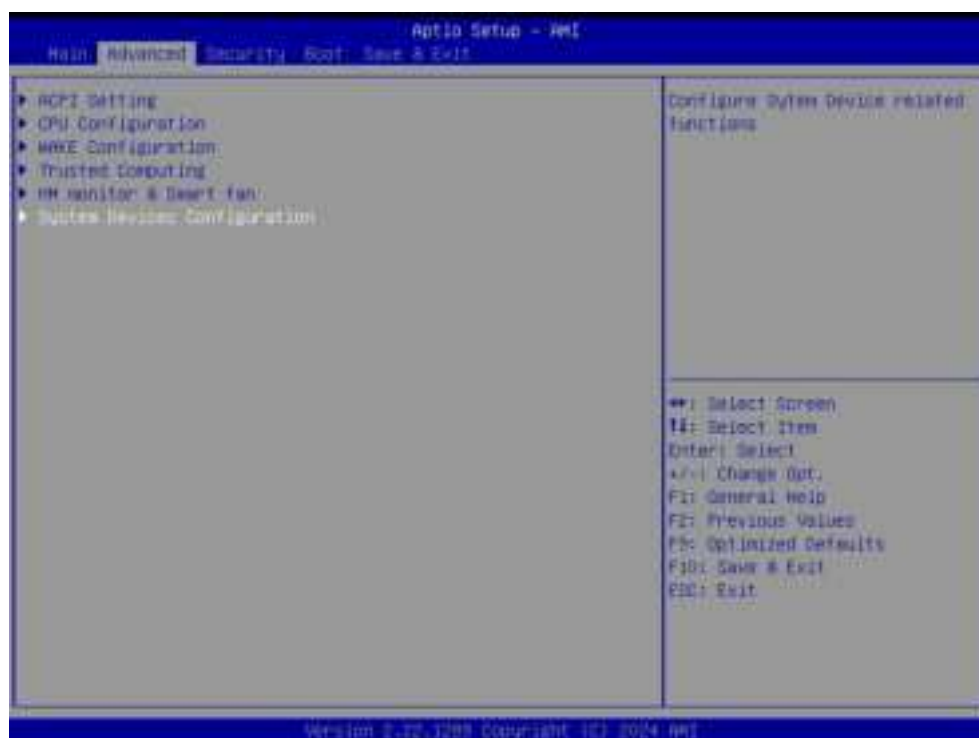 Aptio Setup - AMI
Main Advanced Security Boot Save & Exit
ACPI Setting
CPU Configuration
WAKE Configuration
Trusted Computing
HW monitor & Smart fan
System Devices Configuration
Configure Sytem Device related
functions
: Select Screen
: Select Item
Enter: Select
+/-: Change Opt.
F1: General Help
F2: Previous Values
F9: Optimized Defaults
F10: Save & Exit
ESC: Exit
Version Copyright (C) 2024 AMI